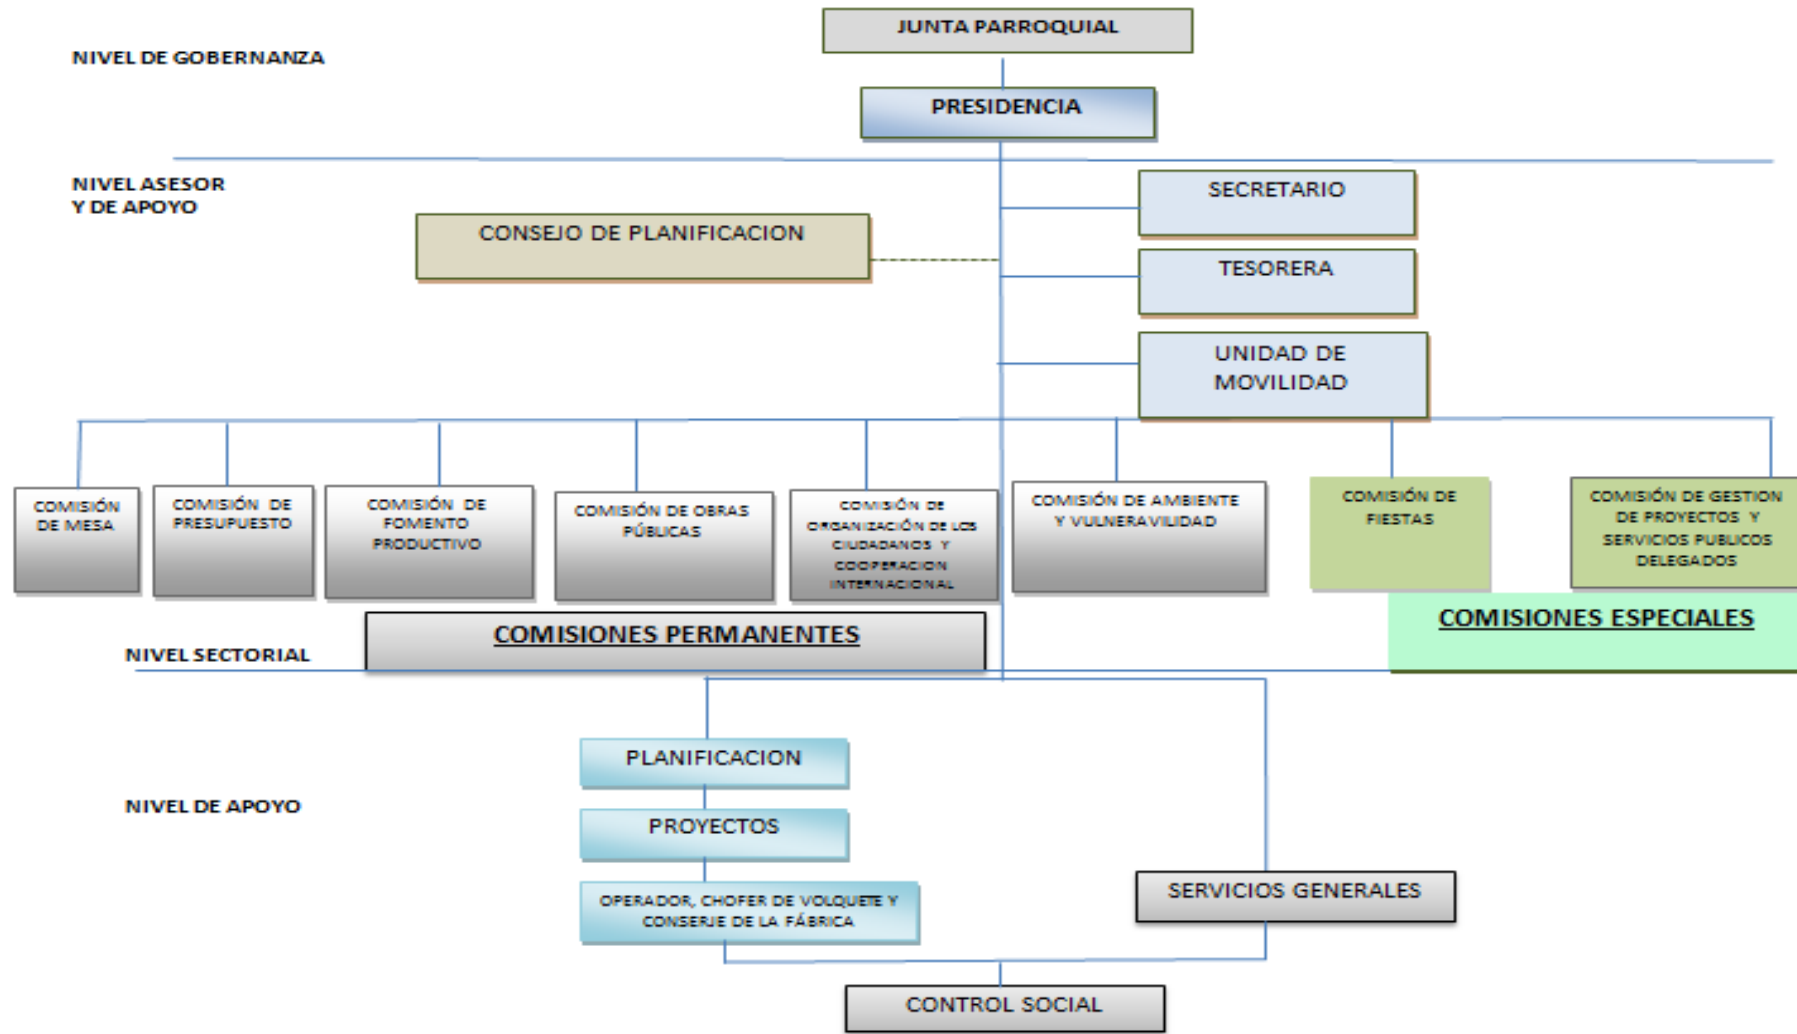 JUNTA PARROQUIAL
NIVEL DE GOBERNANZA
PRESIDENCIA
NIVEL ASESOR
Y DE APOYO
SECRETARIO
CONSEJO DE PLANIFICACION
TESORERA
UNIDAD DE
MOVILIDAD
COMISIÓN
DE MESA
COMISIÓN DE
PRESUPUESTO
COMISIÓN DE
FOMENTO
PRODUCTIVO
COMISIÓN DE OBRAS
PÚBLICAS
COMISIÓN DE
ORGANIZACIÓN DE LOS
CIUDADANOS Y
COOPERACION
INTERNACIONAL
COMISIÓN DE AMBIENTE
Y VULNERAVILIDAD
COMISIÓN DE
FIESTAS
COMISIÓN DE GESTION
DE PROYECTOS Y
SERVICIOS PUBLICOS
DELEGADOS
COMISIONES PERMANENTES
COMISIONES ESPECIALES
NIVEL SECTORIAL
PLANIFICACION
NIVEL DE APOYO
PROYECTOS
OPERADOR, CHOFER DE VOLQUETE Y
CONSERJE DE LA FÁBRICA
SERVICIOS GENERALES
CONTROL SOCIAL